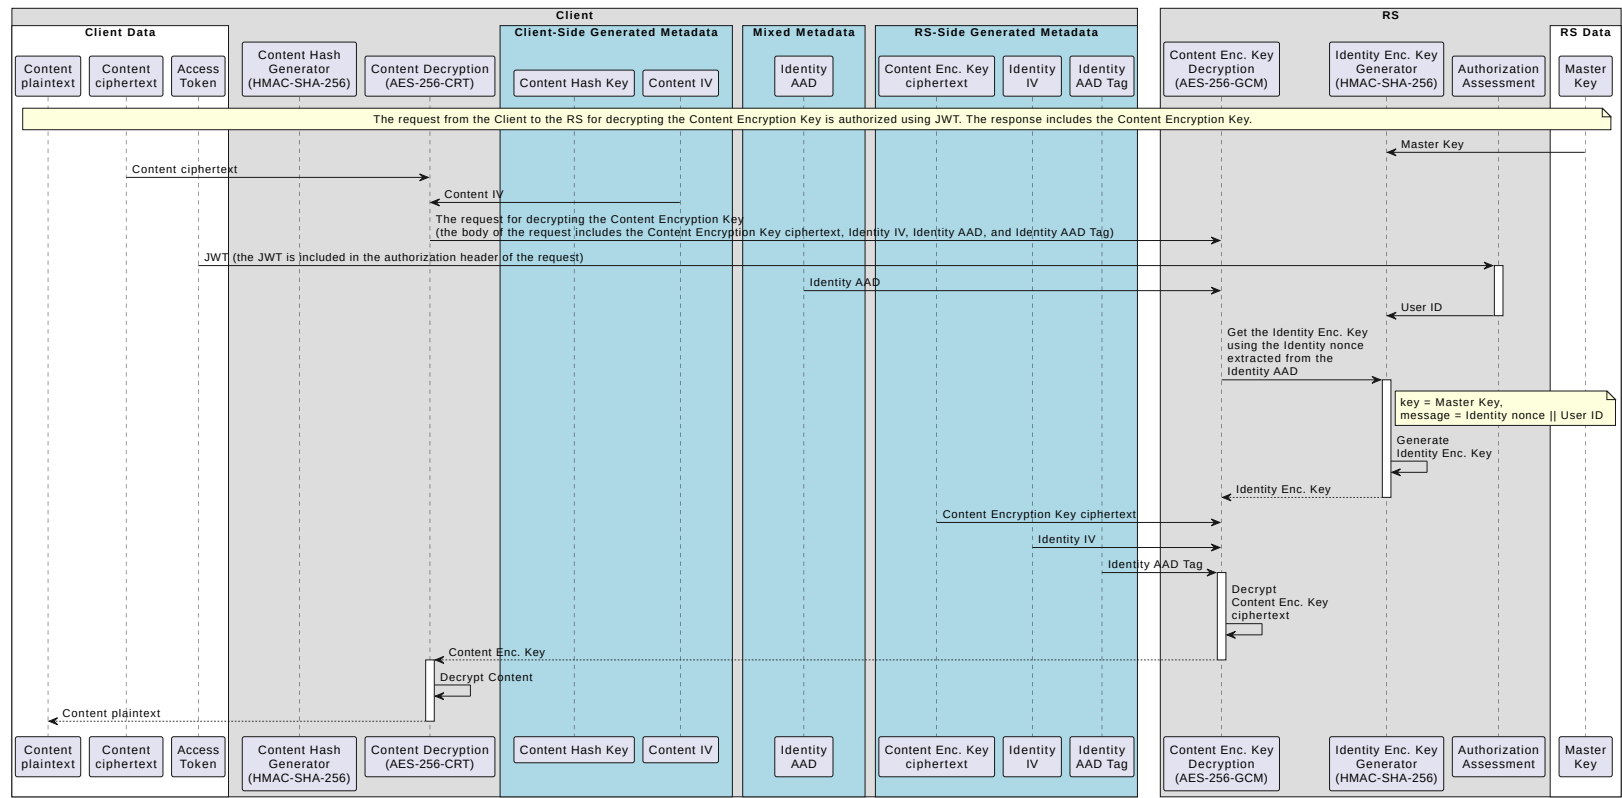 Client
RS
Client Data
Client-Side Generated Metadata
Mixed Metadata
RS-Side Generated Metadata
RS Data
Content
plaintext
Content
ciphertext
Access
Token
Content Hash
Generator
(HMAC-SHA-256)
Content Decryption
(AES-256-CRT)
Content Hash Key
Content IV
Identity
AAD
Content Enc. Key
ciphertext
Identity
IV
Identity
AAD Tag
Content Enc. Key
Decryption
(AES-256-GCM)
Identity Enc. Key
Generator
(HMAC-SHA-256)
Authorization
Assessment
Master
Key
The request from the Client to the RS for decrypting the Content Encryption Key is authorized using JWT. The response includes the Content Encryption Key.
Master Key
Content ciphertext
Content IV
The request for decrypting the Content Encryption Key
(the body of the request includes the Content Encryption Key ciphertext, Identity IV, Identity AAD, and Identity AAD Tag)
JWT (the JWT is included in the authorization header of the request)
Identity AAD
User ID
Get the Identity Enc. Key
using the Identity nonce
extracted from the
Identity AAD
key = Master Key,
message = Identity nonce || User ID
Generate
Identity Enc. Key
Identity Enc. Key
Content Encryption Key ciphertext
Identity IV
Identity AAD Tag
Decrypt
Content Enc. Key
ciphertext
Content Enc. Key
Decrypt Content
Content plaintext
Content
plaintext
Content
ciphertext
Access
Token
Content Hash
Generator
(HMAC-SHA-256)
Content Decryption
(AES-256-CRT)
Content Hash Key
Content IV
Identity
AAD
Content Enc. Key
ciphertext
Identity
IV
Identity
AAD Tag
Content Enc. Key
Decryption
(AES-256-GCM)
Identity Enc. Key
Generator
(HMAC-SHA-256)
Authorization
Assessment
Master
Key